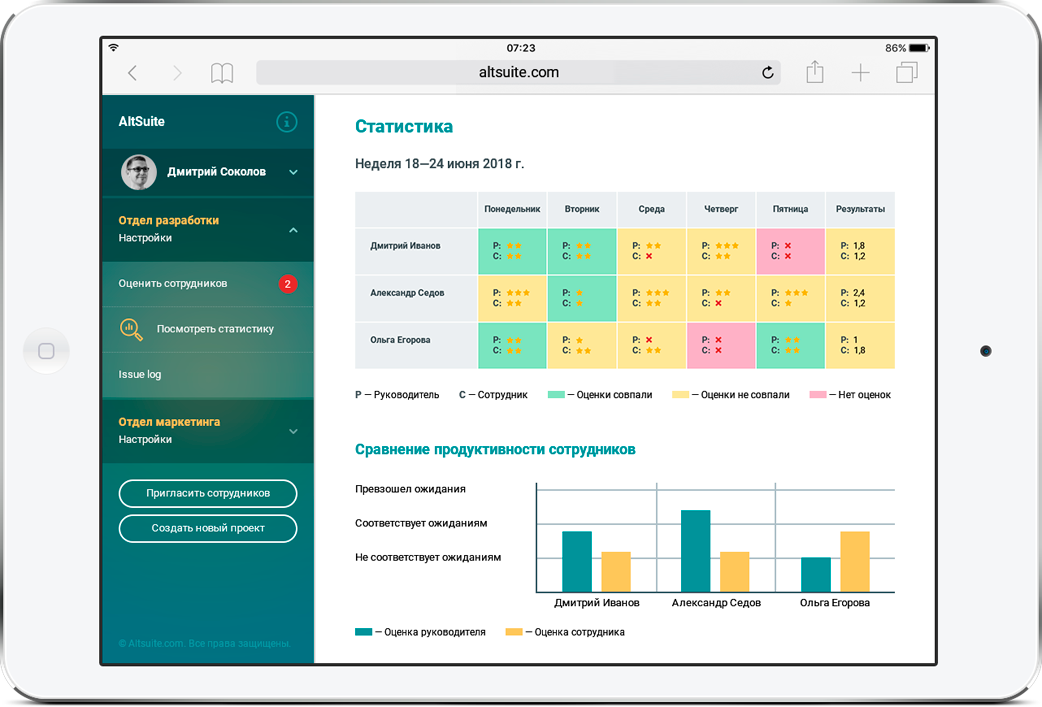 07:23
86%
altsuite.com
AltSuite
Дмитрий Соколов
Отдел разработки
Настройки
Оценить сотрудников 2
Посмотреть статистику
Issue log
Отдел маркетинга
Настройки
Пригласить сотрудников
Создать новый проект
© Altsuite.com. Все права защищены.
Статистика
Неделя 18—24 июня 2018 г.
Понедельник Вторник Среда Четверг Пятница Результаты
Дмитрий Иванов
Р: ★★ Р: ★★ Р: ★★ Р: ★★★ Р: ✕ Р: 1,8
С: ★★ С: ★★ С: ✕ С: ★★ С: ✕ С: 1,2
Александр Седов
Р: ★★★ Р: ★ Р: ★★★ Р: ★★ Р: ★★★ Р: 2,4
С: ★★ С: ★ С: ★★ С: ✕ С: ★ С: 1,2
Ольга Егорова
Р: ★★ Р: ★ Р: ✕ Р: ✕ Р: ★★ Р: 1
С: ★★ С: ★★ С: ★★ С: ✕ С: ★★ С: 1,8
Р — Руководитель С — Сотрудник — Оценки совпали — Оценки не совпали — Нет оценок
Сравнение продуктивности сотрудников
Превзошел ожидания
Соответствует ожиданиям
Не соответствует ожиданиям
Дмитрий Иванов Александр Седов Ольга Егорова
— Оценка руководителя — Оценка сотрудника